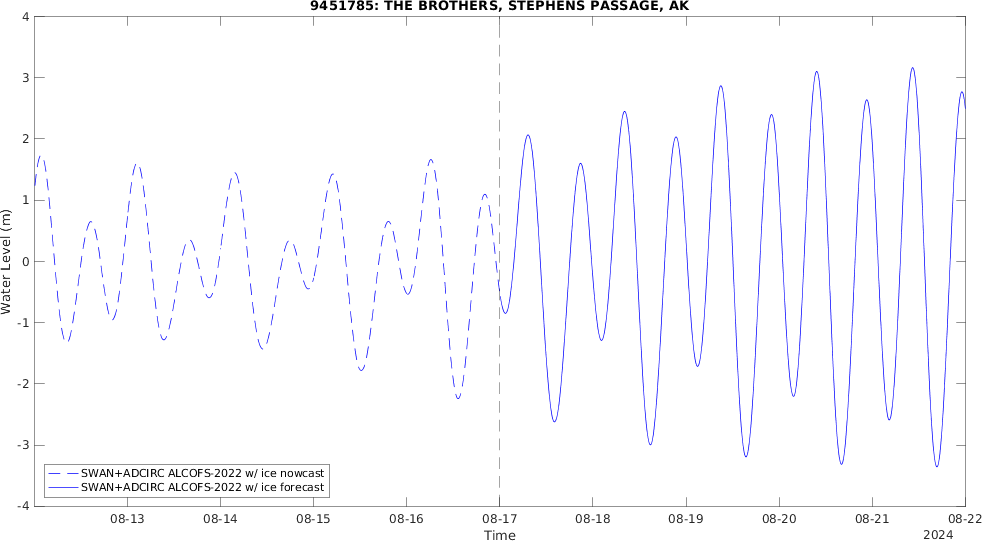 9451785: THE BROTHERS, STEPHENS PASSAGE, AK
4
3
2
1
0
-1
-2
-3
-4
Water Level (m)
SWAN+ADCIRC ALCOFS-2022 w/ ice nowcast
SWAN+ADCIRC ALCOFS-2022 w/ ice forecast
08-13 08-14 08-15 08-16 08-17 08-18 08-19 08-20 08-21 08-22
Time
2024